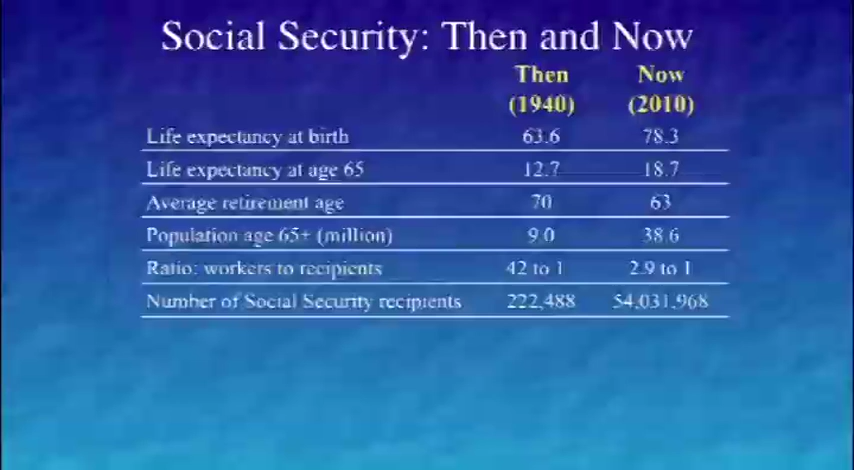 Social Security: Then and Now
Then Now
(1940) (2010)
Life expectancy at birth 63.6 78.3
Life expectancy at age 65 12.7 18.7
Average retirement age 70 63
Population age 65+ (million) 9.0 38.6
Ratio: workers to recipients 42 to 1 2.9 to 1
Number of Social Security recipients 222,488 54,031,968